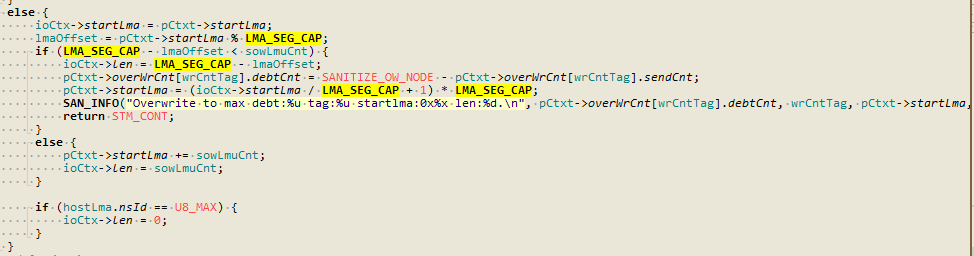 }
else {
ioCtx->startLma = pCtxt->startLma;
lmaOffset = pCtxt->startLma % LMA_SEG_CAP;
if (LMA_SEG_CAP - lmaOffset < sowLmuCnt) {
ioCtx->len = LMA_SEG_CAP - lmaOffset;
pCtxt->overWrCnt[wrCntTag].debtCnt = SANITIZE_OW_NODE - pCtxt->overWrCnt[wrCntTag].sendCnt;
pCtxt->startLma = (ioCtx->startLma / LMA_SEG_CAP + 1) * LMA_SEG_CAP;
SAN_INFO("Overwrite to max debt:%u tag:%u startlma:0x%x len:%d.\n", pCtxt->overWrCnt[wrCntTag].debtCnt, wrCntTag, pCtxt->startLma,
return STM_CONT;
}
else {
pCtxt->startLma += sowLmuCnt;
ioCtx->len = sowLmuCnt;
}
if (hostLma.nsId == U8_MAX) {
ioCtx->len = 0;
}
}